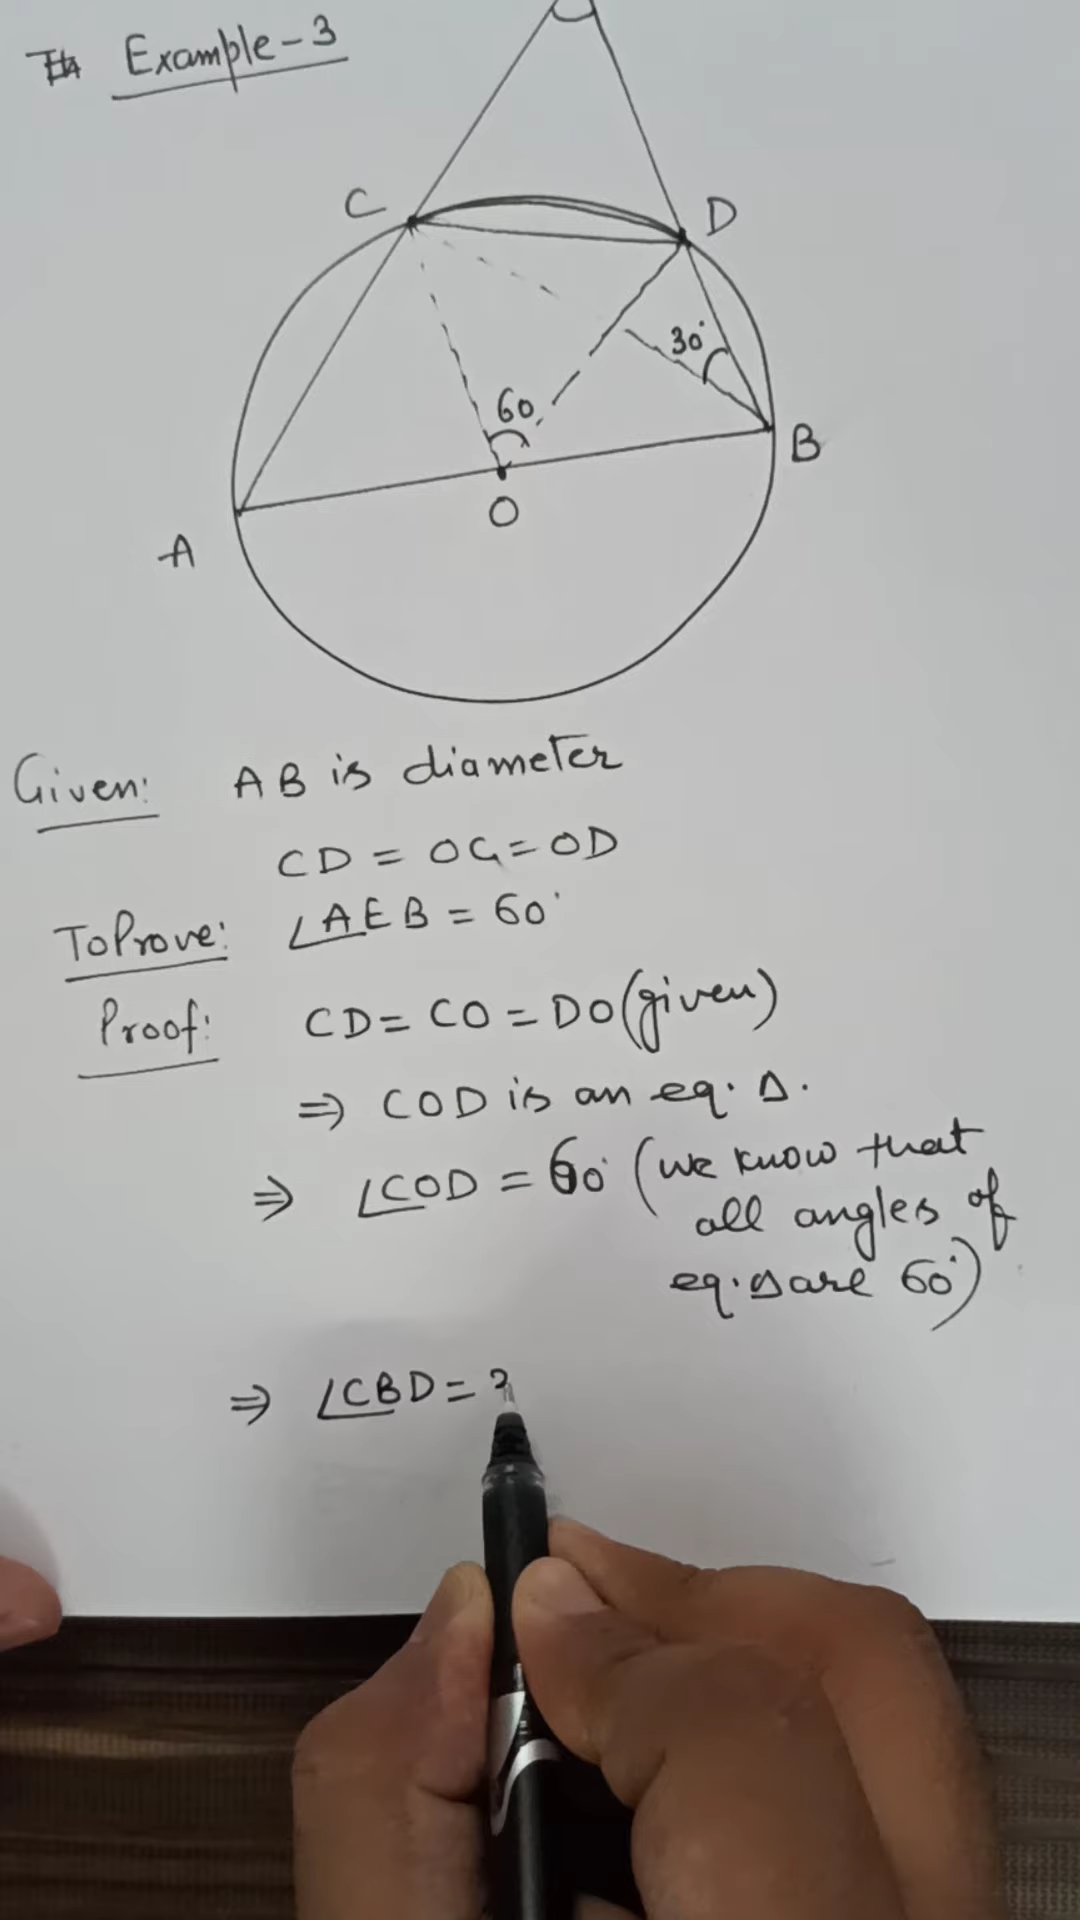 Example-3
C
D
30°
60
B
O
A
Given: AB is diameter
CD = OC = OD
To Prove: ∠AEB = 60°
Proof: CD = CO = DO (given)
⇒ COD is an eq. Δ.
⇒ ∠COD = 60° (we know that
all angles of
eq. Δ are 60°)
⇒ ∠CBD =